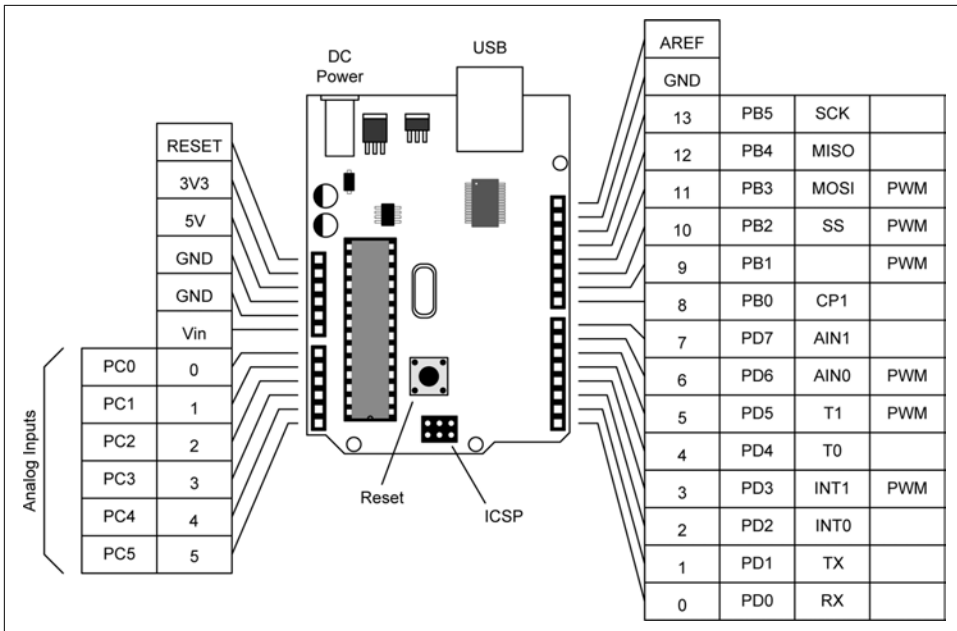 DC
Power
USB
RESET
3V3
5V
GND
GND
Vin
Analog Inputs
PC0 0
PC1 1
PC2 2
PC3 3
PC4 4
PC5 5
Reset
ICSP
AREF
GND
13 PB5 SCK
12 PB4 MISO
11 PB3 MOSI PWM
10 PB2 SS PWM
9 PB1 PWM
8 PB0 CP1
7 PD7 AIN1
6 PD6 AIN0 PWM
5 PD5 T1 PWM
4 PD4 T0
3 PD3 INT1 PWM
2 PD2 INT0
1 PD1 TX
0 PD0 RX